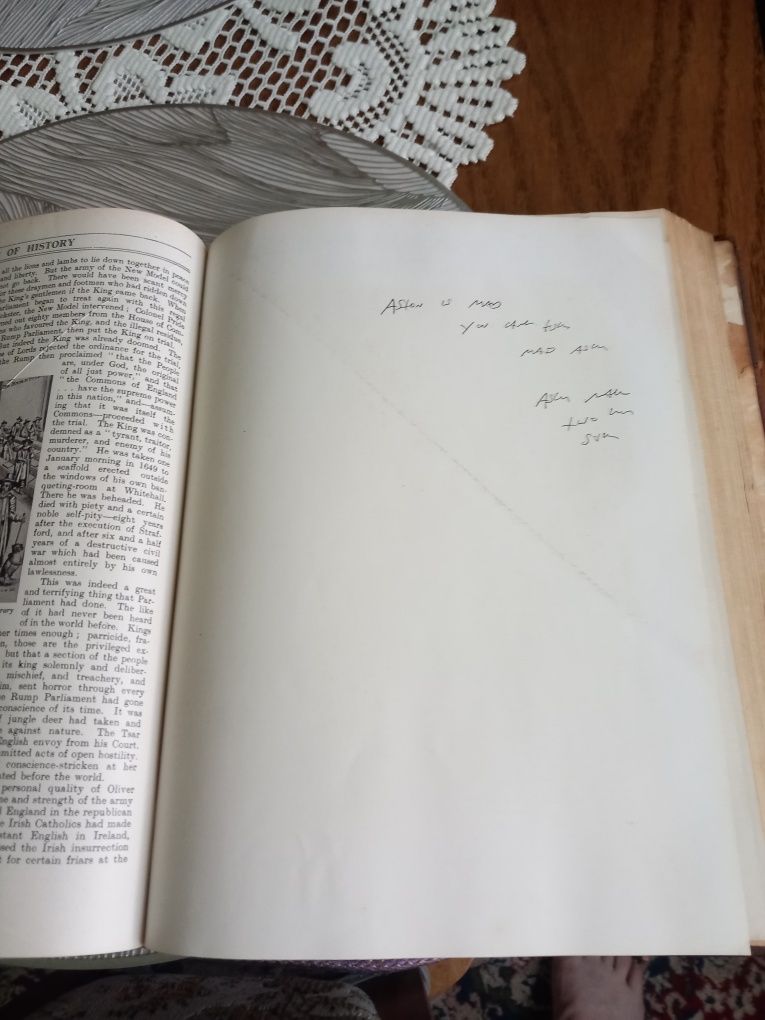 OF HISTORY
all the lions and lambs to lie down together in peace
and liberty. But the army of the New Model could
not go back. There would have been scant mercy
for these draymen and footmen who had ridden down
the King's gentlemen if the King came back. When
Parliament began to treat again with this regal
trickster, the New Model intervened; Colonel Pride
turned out eighty members from the House of Com-
mons who favoured the King, and the illegal residue,
Rump Parliament, then put the King on trial.
But indeed the King was already doomed. The
House of Lords rejected the ordinance for the trial,
the Rump then proclaimed "that the People
are, under God, the original
of all just power," and that
"the Commons of England
. . . have the supreme power
in this nation," and—assum-
ing that it was itself the
Commons—proceeded with
the trial. The King was con-
demned as a "tyrant, traitor,
murderer, and enemy of his
country." He was taken one
January morning in 1649 to
a scaffold erected outside
the windows of his own ban-
queting-room at Whitehall.
There he was beheaded. He
died with piety and a certain
noble self-pity—eight years
after the execution of Straf-
ford, and after six and a half
years of a destructive civil
war which had been caused
almost entirely by his own
lawlessness.
This was indeed a great
and terrifying thing that Par-
liament had done. The like
of it had never been heard
of in the world before. Kings
times enough; parricide, fra-
those are the privileged ex-
but that a section of the people
its king solemnly and deliber-
mischief, and treachery, and
sent horror through every
Rump Parliament had gone
conscience of its time. It was
jungle deer had taken and
against nature. The Tsar
English envoy from his Court.
acts of open hostility.
conscience-stricken at her
before the world.
personal quality of Oliver
and strength of the army
England in the republican
Irish Catholics had made
English in Ireland,
the Irish insurrection
for certain friars at the
IS MAD
YOU
MAD